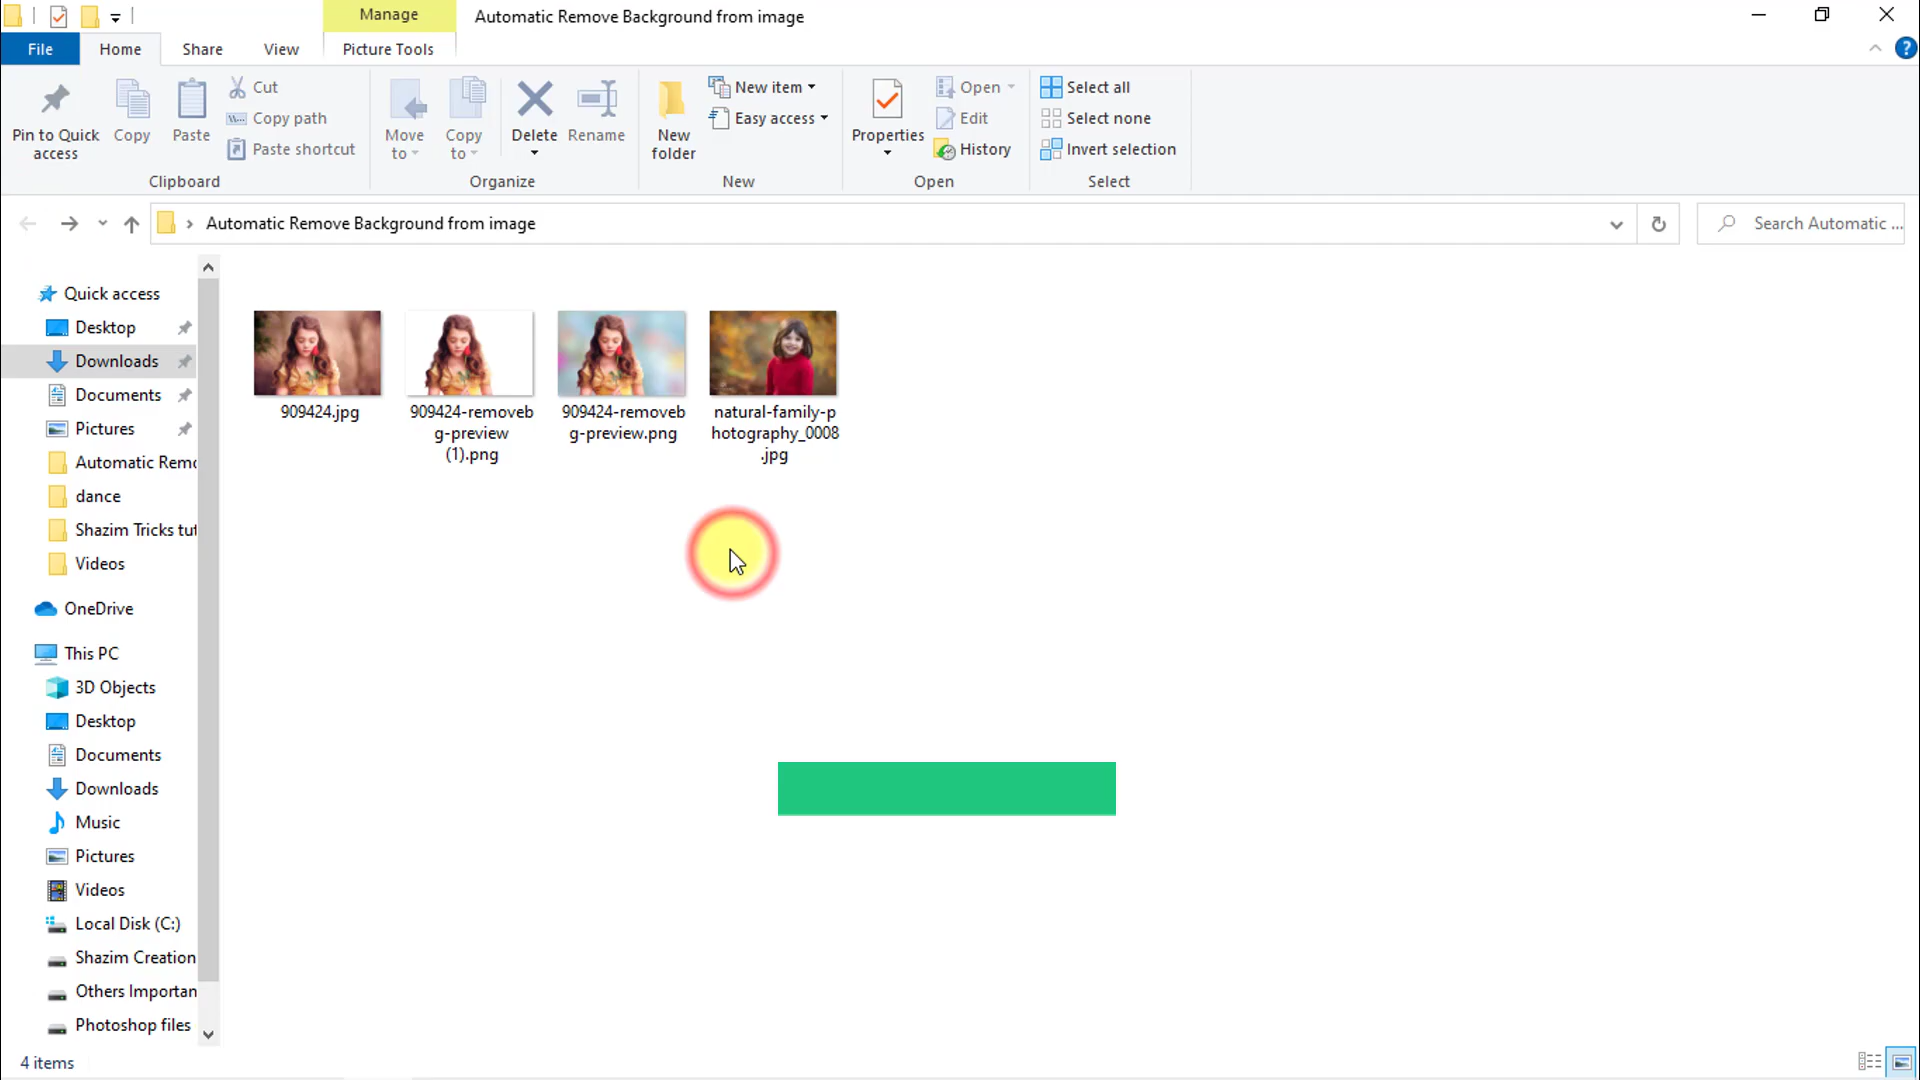 Manage
Automatic Remove Background from image
File
Home
Share
View
Picture Tools
Pin to Quick
access
Copy
Paste
Cut
Copy path
Paste shortcut
Clipboard
Move
to
Copy
to
Delete
Rename
Organize
New
folder
New item
Easy access
New
Properties
Open
Edit
History
Open
Select all
Select none
Invert selection
Select
Automatic Remove Background from image
Search Automatic ...
Quick access
Desktop
Downloads
Documents
Pictures
Automatic Remo
dance
Shazim Tricks tut
Videos
OneDrive
This PC
3D Objects
Desktop
Documents
Downloads
Music
Pictures
Videos
Local Disk (C:)
Shazim Creation
Others Importan
Photoshop files
909424.jpg
909424-removeb
g-preview
(1).png
909424-removeb
g-preview.png
natural-family-p
hotography_0008
.jpg
4 items